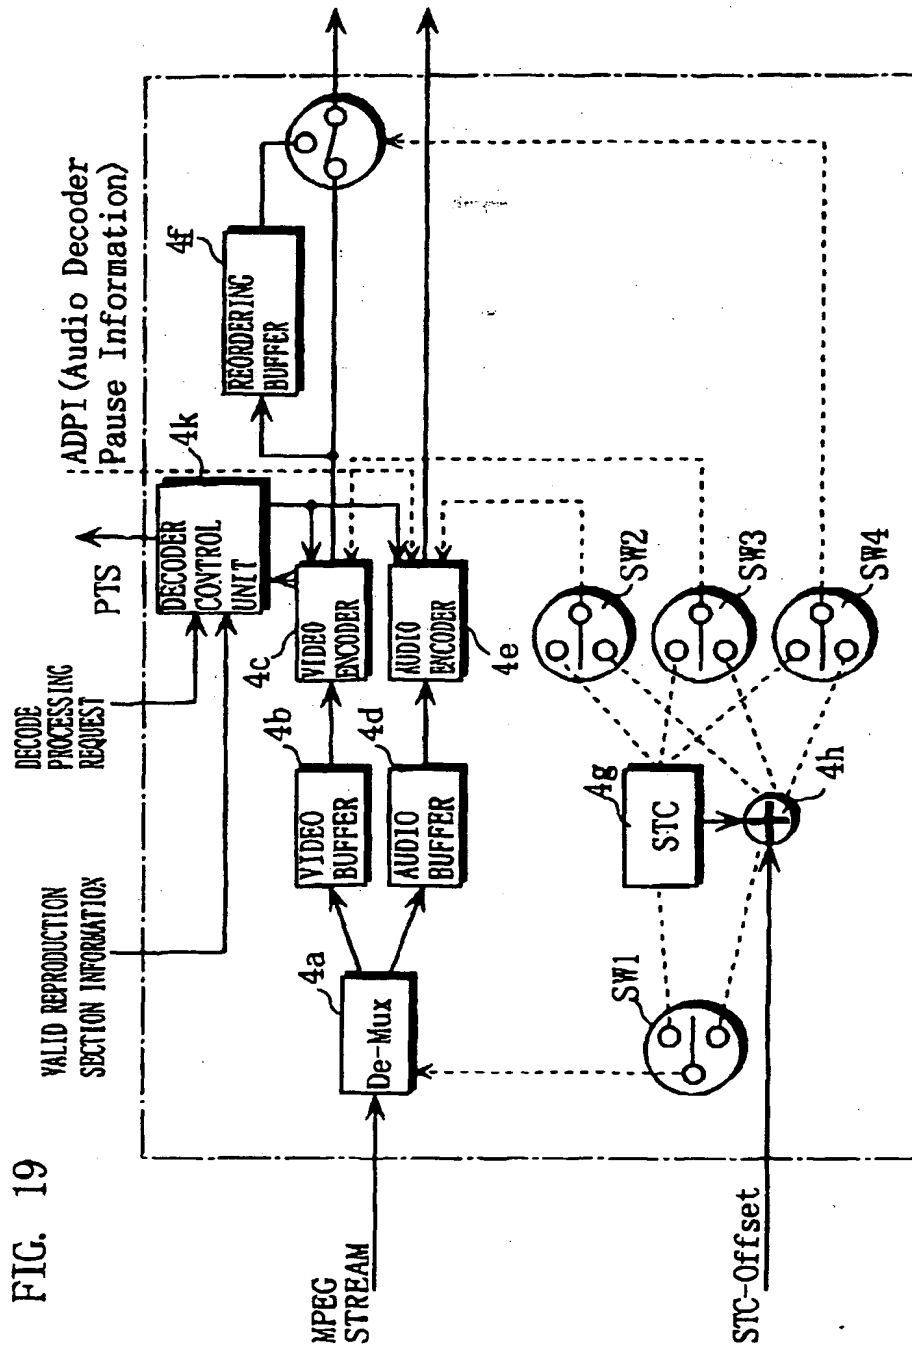 FIG. 19
VALID REPRODUCTION
SECTION INFORMATION
DECODE
PROCESSING
REQUEST
PTS
ADPI(Audio Decoder
Pause Information)
MPEG
STREAM
De-Mux
4a
VIDEO
BUFFER
4b
AUDIO
BUFFER
4d
VIDEO
ENCODER
4c
AUDIO
ENCODER
4e
DECODER
CONTROL
UNIT
4k
REORDERING
BUFFER
4f
SW1
STC
4g
4h
SW2
SW3
SW4
STC-Offset